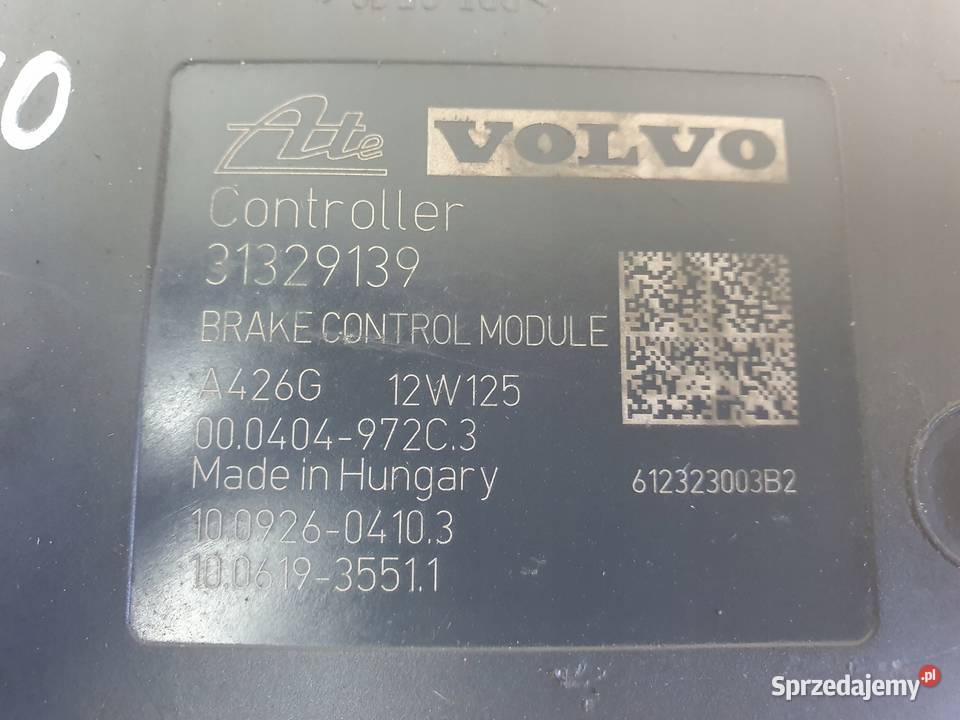 Ate VOLVO
Controller
31329139
BRAKE CONTROL MODULE
A426G 12W125
00.0404-972C.3
Made in Hungary
612323003B2
10.0926-0410.3
10.0619-3551.1
Sprzedajemy.pl